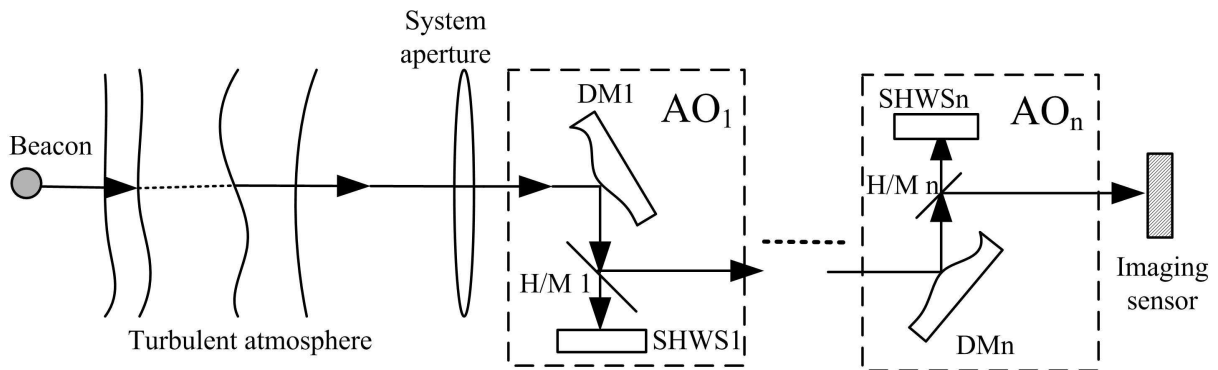 System
aperture
Beacon
Turbulent atmosphere
DM1
AO1
H/M 1
SHWS1
SHWSn
AOn
H/M n
DMn
Imaging
sensor